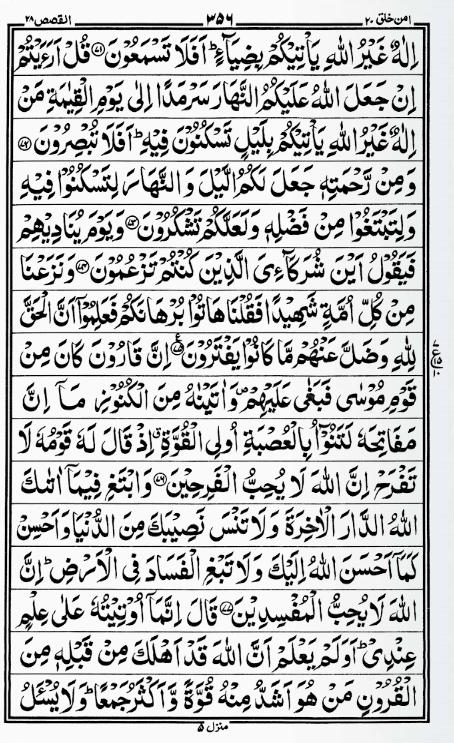 امن خلق ٢٠ ٣٥٦ القصص ٢٨
اِلٰهٌ غَيْرُ اللّٰهِ يَاْتِيْكُمْ بِضِيَآءٍ ؕ اَفَلَا تَسْمَعُوْنَ ﴿٧١﴾ قُلْ اَرَءَيْتُمْ
اِنْ جَعَلَ اللّٰهُ عَلَيْكُمُ النَّهَارَ سَرْمَدًا اِلٰى يَوْمِ الْقِيٰمَةِ مَنْ
اِلٰهٌ غَيْرُ اللّٰهِ يَاْتِيْكُمْ بِلَيْلٍ تَسْكُنُوْنَ فِيْهِ ؕ اَفَلَا تُبْصِرُوْنَ ﴿٧٢﴾
وَمِنْ رَّحْمَتِهٖ جَعَلَ لَكُمُ الَّيْلَ وَالنَّهَارَ لِتَسْكُنُوْا فِيْهِ
وَلِتَبْتَغُوْا مِنْ فَضْلِهٖ وَلَعَلَّكُمْ تَشْكُرُوْنَ ﴿٧٣﴾ وَيَوْمَ يُنَادِيْهِمْ
فَيَقُوْلُ اَيْنَ شُرَكَآءِىَ الَّذِيْنَ كُنْتُمْ تَزْعُمُوْنَ ﴿٧٤﴾ وَنَزَعْنَا
مِنْ كُلِّ اُمَّةٍ شَهِيْدًا فَقُلْنَا هَاتُوْا بُرْهَانَكُمْ فَعَلِمُوْٓا اَنَّ الْحَقَّ
لِلّٰهِ وَضَلَّ عَنْهُمْ مَّا كَانُوْا يَفْتَرُوْنَ ﴿٧٥﴾ اِنَّ قَارُوْنَ كَانَ مِنْ
قَوْمِ مُوْسٰى فَبَغٰى عَلَيْهِمْ ۪ وَاٰتَيْنٰهُ مِنَ الْكُنُوْزِ مَآ اِنَّ
مَفَاتِحَهٗ لَتَنُوْٓاُ بِالْعُصْبَةِ اُولِى الْقُوَّةِ ۗ اِذْ قَالَ لَهٗ قَوْمُهٗ لَا
تَفْرَحْ اِنَّ اللّٰهَ لَا يُحِبُّ الْفَرِحِيْنَ ﴿٧٦﴾ وَابْتَغِ فِيْمَآ اٰتٰىكَ
اللّٰهُ الدَّارَ الْاٰخِرَةَ وَلَا تَنْسَ نَصِيْبَكَ مِنَ الدُّنْيَا وَاَحْسِنْ
كَمَآ اَحْسَنَ اللّٰهُ اِلَيْكَ وَلَا تَبْغِ الْفَسَادَ فِى الْاَرْضِ ؕ اِنَّ
اللّٰهَ لَا يُحِبُّ الْمُفْسِدِيْنَ ﴿٧٧﴾ قَالَ اِنَّمَآ اُوْتِيْتُهٗ عَلٰى عِلْمٍ
عِنْدِىْ ؕ اَوَلَمْ يَعْلَمْ اَنَّ اللّٰهَ قَدْ اَهْلَكَ مِنْ قَبْلِهٖ مِنَ
الْقُرُوْنِ مَنْ هُوَ اَشَدُّ مِنْهُ قُوَّةً وَّاَكْثَرُ جَمْعًا ؕ وَلَا يُسْئَلُ
منزل ٥